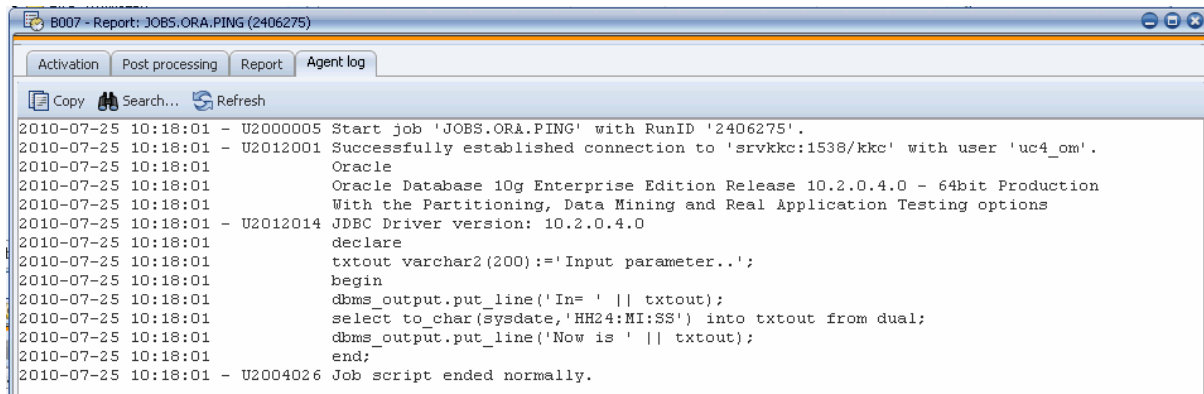 B007 - Report: JOBS.ORA.PING (2406275)
Activation Post processing Report Agent log
Copy Search... Refresh
2010-07-25 10:18:01 - U2000005 Start job 'JOBS.ORA.PING' with RunID '2406275'.
2010-07-25 10:18:01 - U2012001 Successfully established connection to 'srvkkc:1538/kkc' with user 'uc4_om'.
2010-07-25 10:18:01 Oracle
2010-07-25 10:18:01 Oracle Database 10g Enterprise Edition Release 10.2.0.4.0 - 64bit Production
2010-07-25 10:18:01 With the Partitioning, Data Mining and Real Application Testing options
2010-07-25 10:18:01 - U2012014 JDBC Driver version: 10.2.0.4.0
2010-07-25 10:18:01 declare
2010-07-25 10:18:01 txtout varchar2(200):='Input parameter..';
2010-07-25 10:18:01 begin
2010-07-25 10:18:01 dbms_output.put_line('In= ' || txtout);
2010-07-25 10:18:01 select to_char(sysdate,'HH24:MI:SS') into txtout from dual;
2010-07-25 10:18:01 dbms_output.put_line('Now is ' || txtout);
2010-07-25 10:18:01 end;
2010-07-25 10:18:01 - U2004026 Job script ended normally.